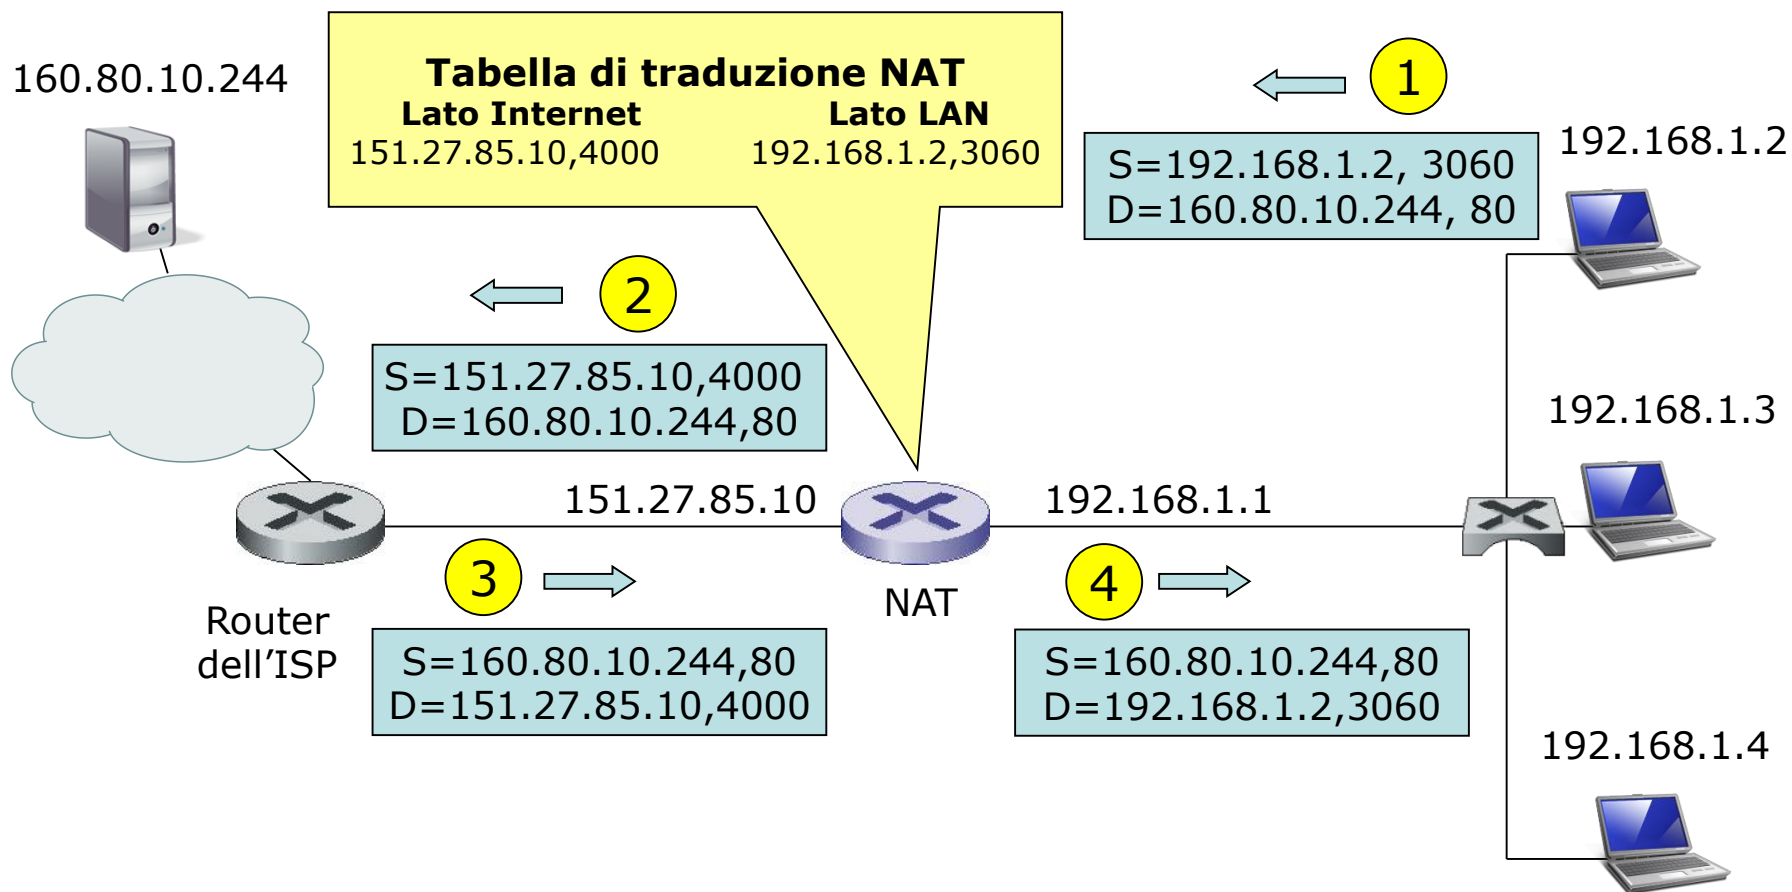 160.80.10.244
Tabella di traduzione NAT
Lato Internet Lato LAN
151.27.85.10,4000 192.168.1.2,3060
1
S=192.168.1.2, 3060
D=160.80.10.244, 80
192.168.1.2
2
S=151.27.85.10,4000
D=160.80.10.244,80
192.168.1.3
151.27.85.10
192.168.1.1
NAT
Router
dell’ISP
3
S=160.80.10.244,80
D=151.27.85.10,4000
4
S=160.80.10.244,80
D=192.168.1.2,3060
192.168.1.4